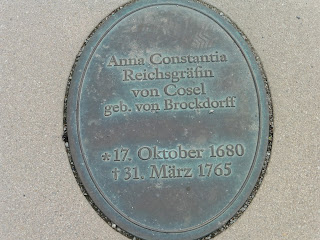 Anna Constantia
Reichsgräfin
von Cosel
geb. von Brockdorff
* 17. Oktober 1680
† 31. März 1765